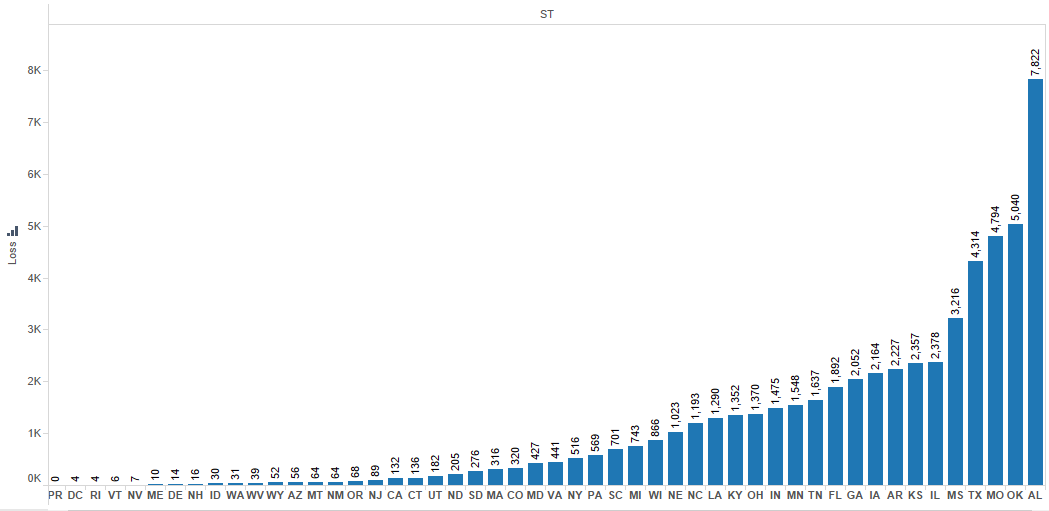 ST
8K
7K
6K
5K
4K
3K
2K
1K
0K
Loss
0 4 4 6 7 10 14 16 30 31 39 52 56 64 64 68 89 132 136 182 205 276 316 320 427 441 516 569 701 743 866 1,023 1,193 1,290 1,352 1,370 1,475 1,548 1,637 1,892 2,052 2,164 2,227 2,357 2,378 3,216 4,314 4,794 5,040 7,822
PR DC RI VT NV ME DE NH ID WA WV WY AZ MT NM OR NJ CA CT UT ND SD MA CO MD VA NY PA SC MI WI NE NC LA KY OH IN MN TN FL GA IA AR KS IL MS TX MO OK AL